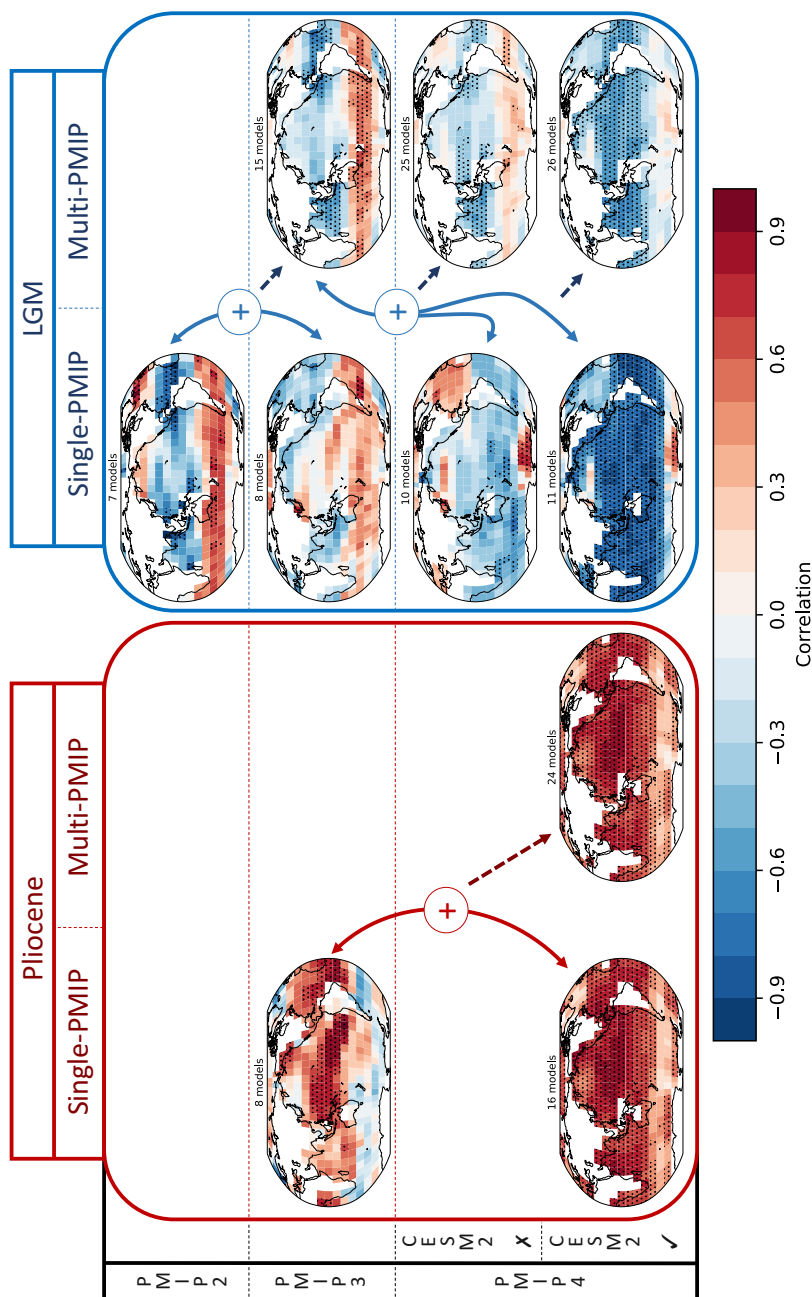 Pliocene
LGM
Single-PMIP
Multi-PMIP
Single-PMIP
Multi-PMIP
PMIP2
7 models
PMIP3
8 models
8 models
15 models
+
+
PMIP4
CESM2 ✗
10 models
25 models
+
+
CESM2 ✓
16 models
24 models
11 models
26 models
−0.9 −0.6 −0.3 0.0 0.3 0.6 0.9
Correlation